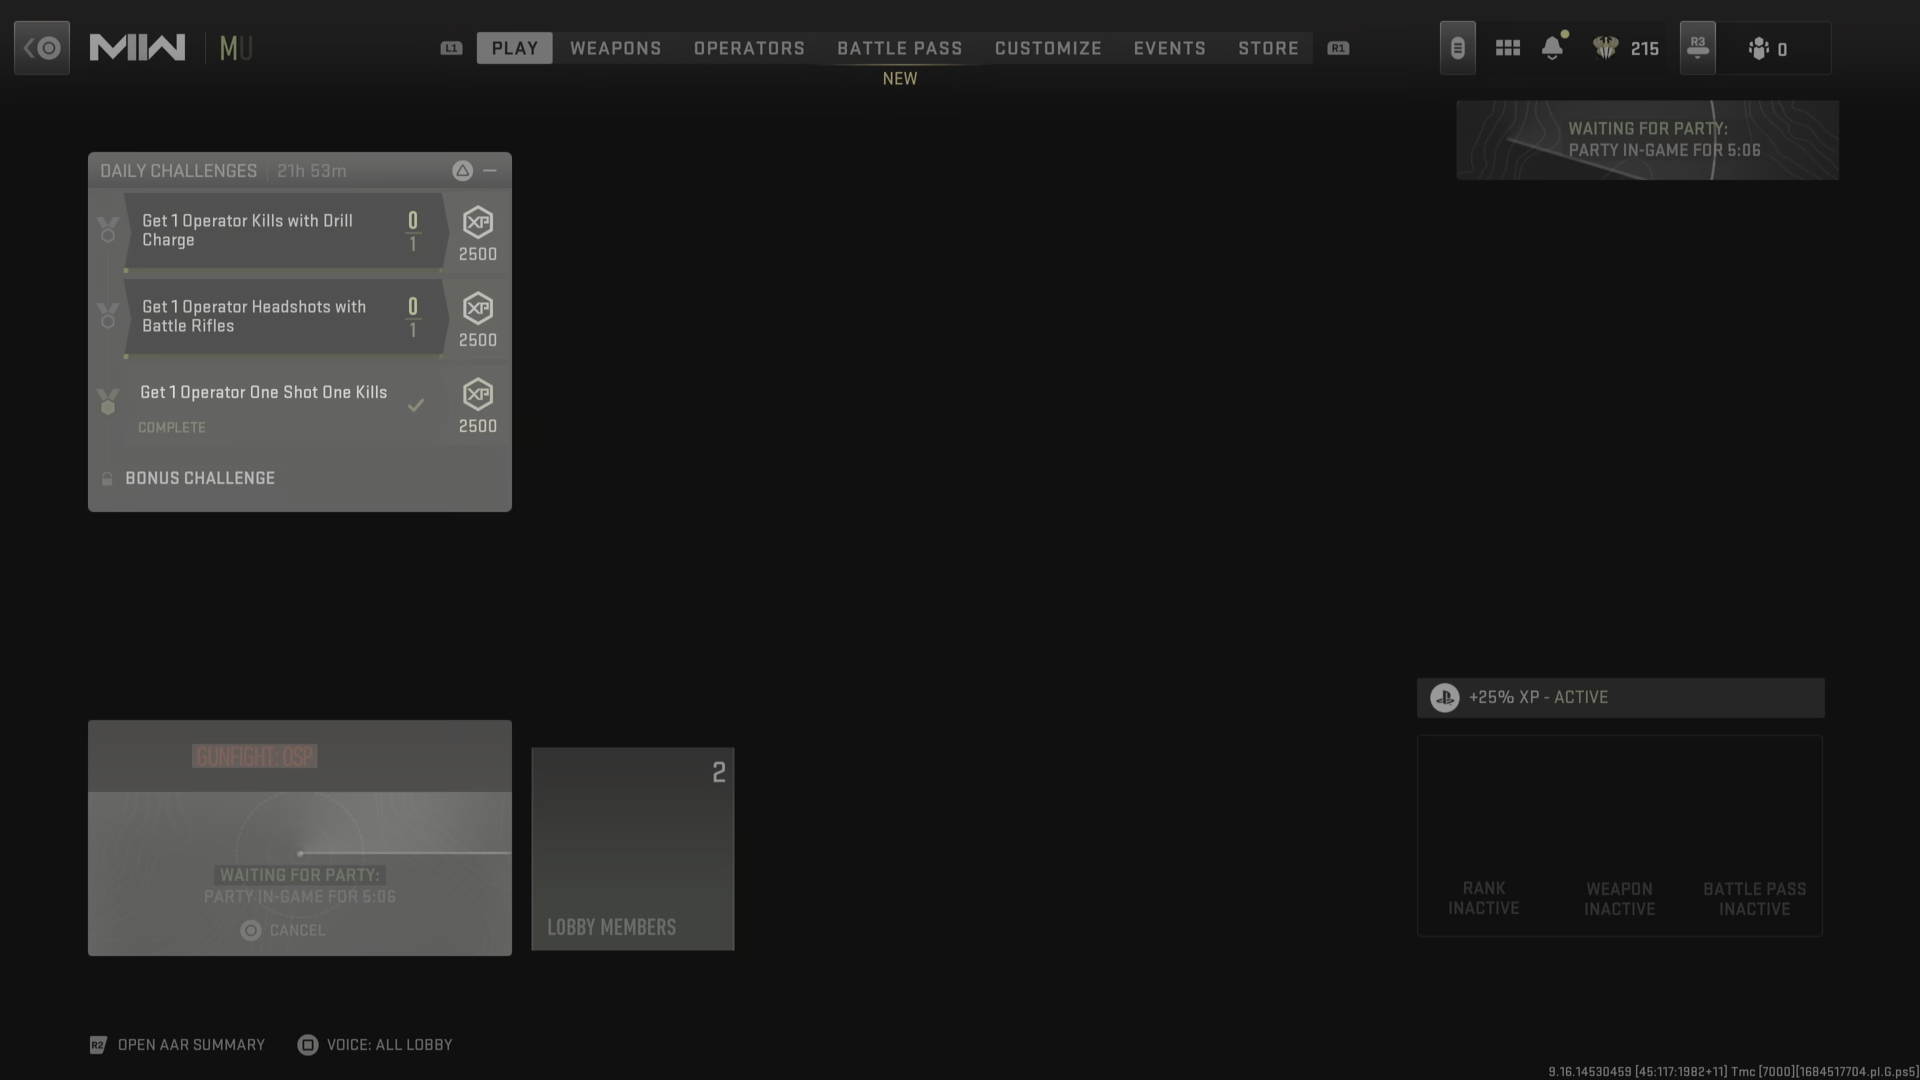 MW MU
L1 PLAY WEAPONS OPERATORS BATTLE PASS CUSTOMIZE EVENTS STORE R1
NEW
215 R3 0
WAITING FOR PARTY:
PARTY IN-GAME FOR 5:06
DAILY CHALLENGES 21h 53m
Get 1 Operator Kills with Drill
Charge
0
1
XP
2500
Get 1 Operator Headshots with
Battle Rifles
0
1
XP
2500
Get 1 Operator One Shot One Kills
COMPLETE
XP
2500
BONUS CHALLENGE
+25% XP - ACTIVE
GUNFIGHT: OSP
WAITING FOR PARTY:
PARTY IN-GAME FOR 5:06
CANCEL
2
LOBBY MEMBERS
RANK
INACTIVE
WEAPON
INACTIVE
BATTLE PASS
INACTIVE
R2 OPEN AAR SUMMARY VOICE: ALL LOBBY
9.16.14530459 [45:117:1982+11] Tmc [7000][1684517704.pl.G.ps5]